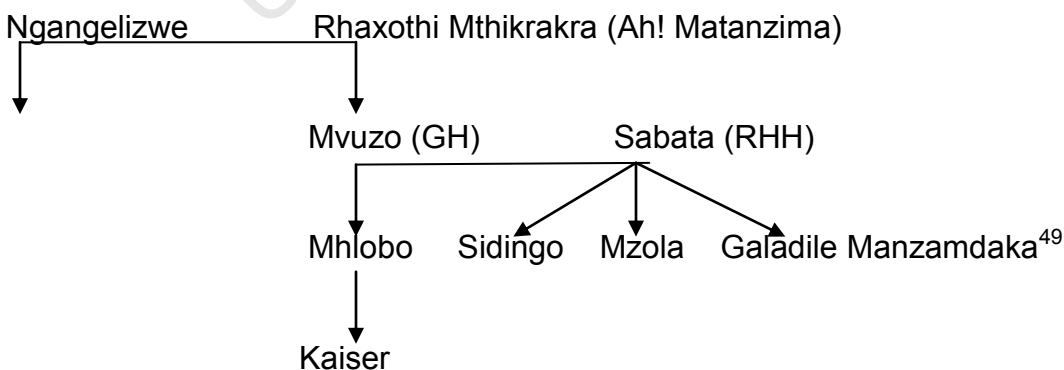 Ngangelizwe Rhaxothi Mthikrakra (Ah! Matanzima)
Mvuzo (GH) Sabata (RHH)
Mhlobo Sidingo Mzola Galadile Manzamdaka49
Kaiser